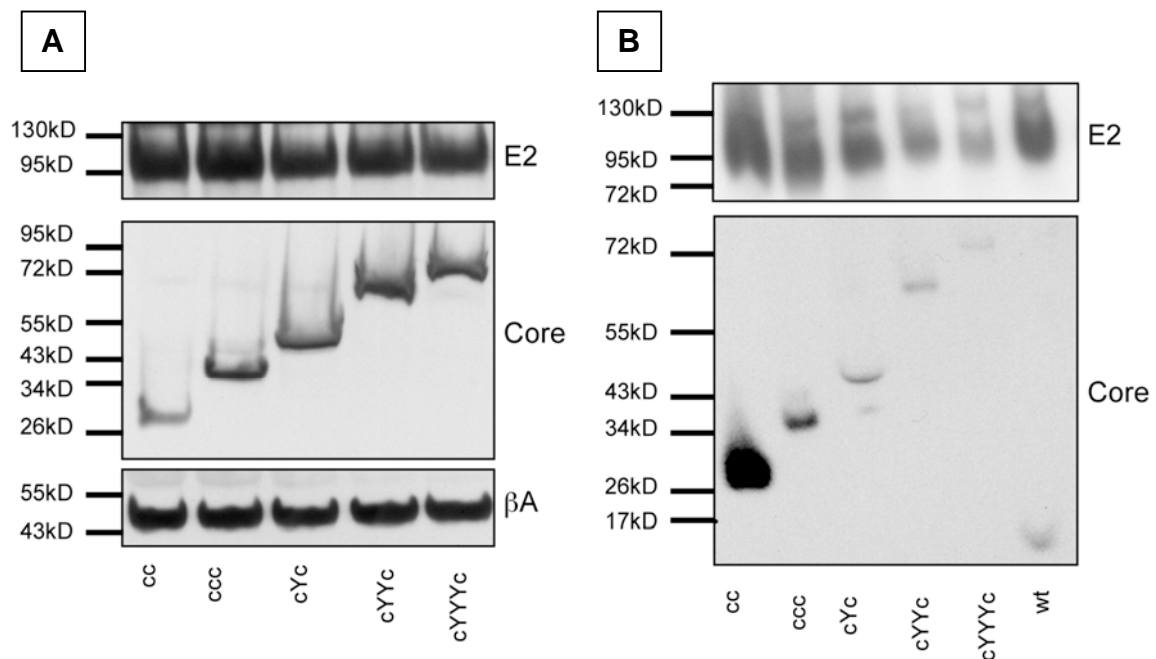 A
130kD
95kD
E2
95kD
72kD
55kD
43kD
34kD
26kD
Core
55kD
43kD
βA
cc
ccc
cYc
cYYc
cYYYc
B
130kD
95kD
72kD
E2
72kD
55kD
43kD
34kD
26kD
17kD
Core
cc
ccc
cYc
cYYc
cYYYc
wt